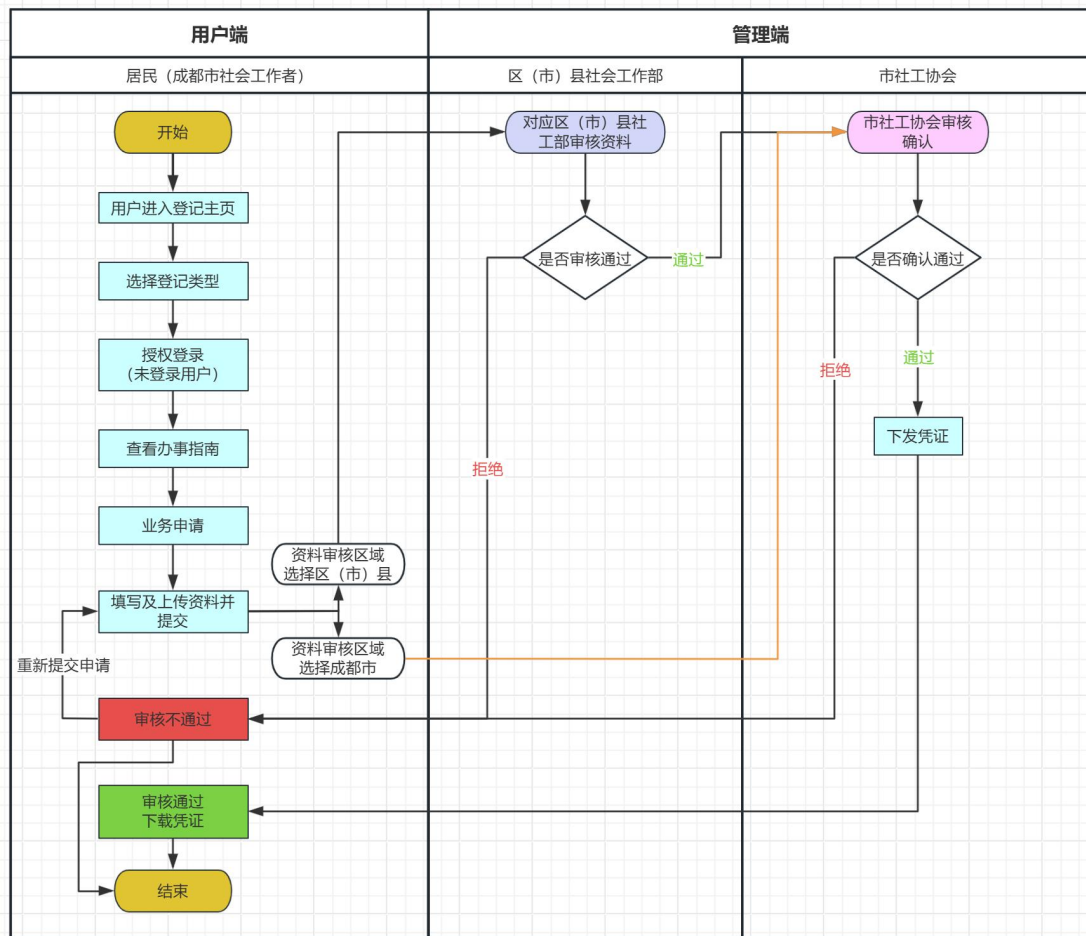 用户端
管理端
居民（成都市社会工作者）
区（市）县社会工作部
市社工协会
开始
对应区（市）县社
工部审核资料
市社工协会审核
确认
用户进入登记主页
选择登记类型
是否审核通过
通过
是否确认通过
授权登录
（未登录用户）
拒绝
通过
查看办事指南
下发凭证
拒绝
业务申请
资料审核区域
选择区（市）县
填写及上传资料并
提交
资料审核区域
选择成都市
重新提交申请
审核不通过
审核通过
下载凭证
结束